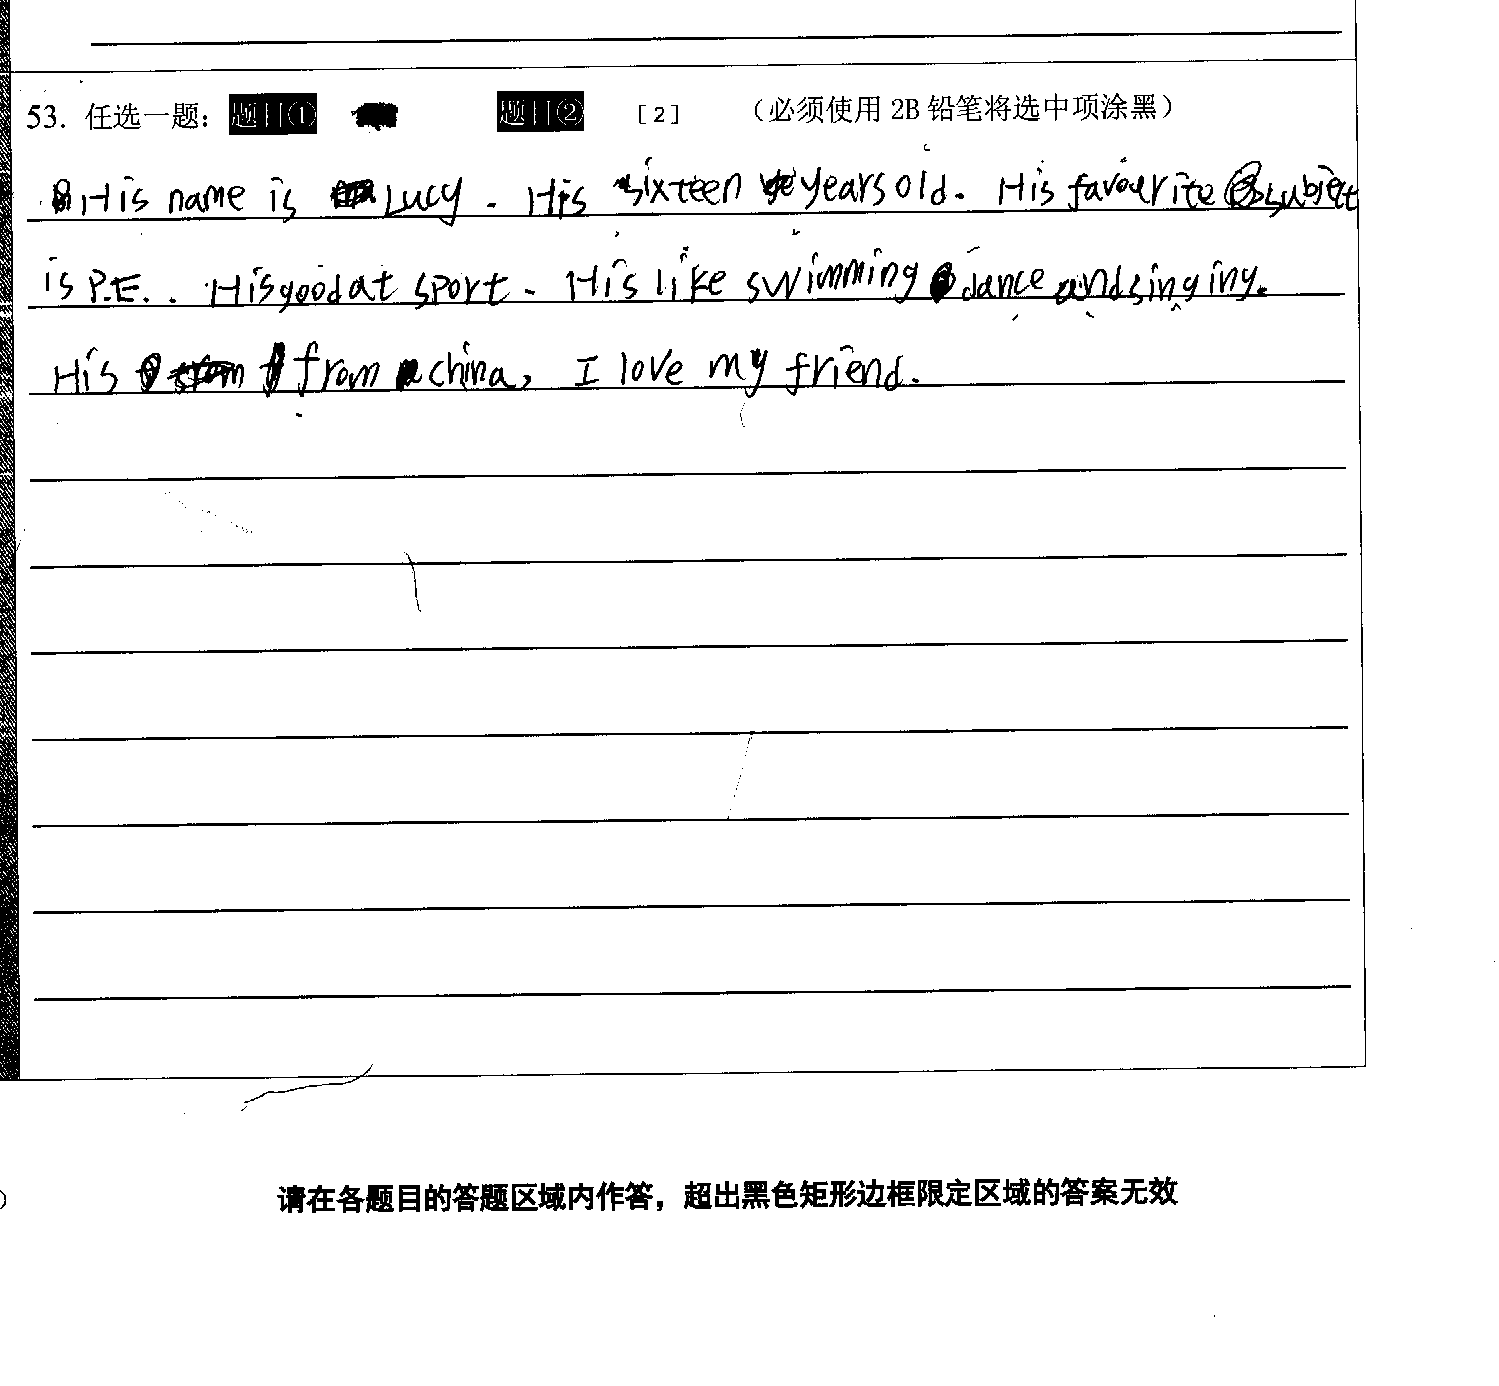 53. 任选一题： 题目① 题目② [2] （必须使用 2B 铅笔将选中项涂黑）
His name is Lucy. His sixteen years old. His favourite subject
is P.E.. His good at sport. His like swimming dance and singing.
His from china, I love my friend.
请在各题目的答题区域内作答，超出黑色矩形边框限定区域的答案无效